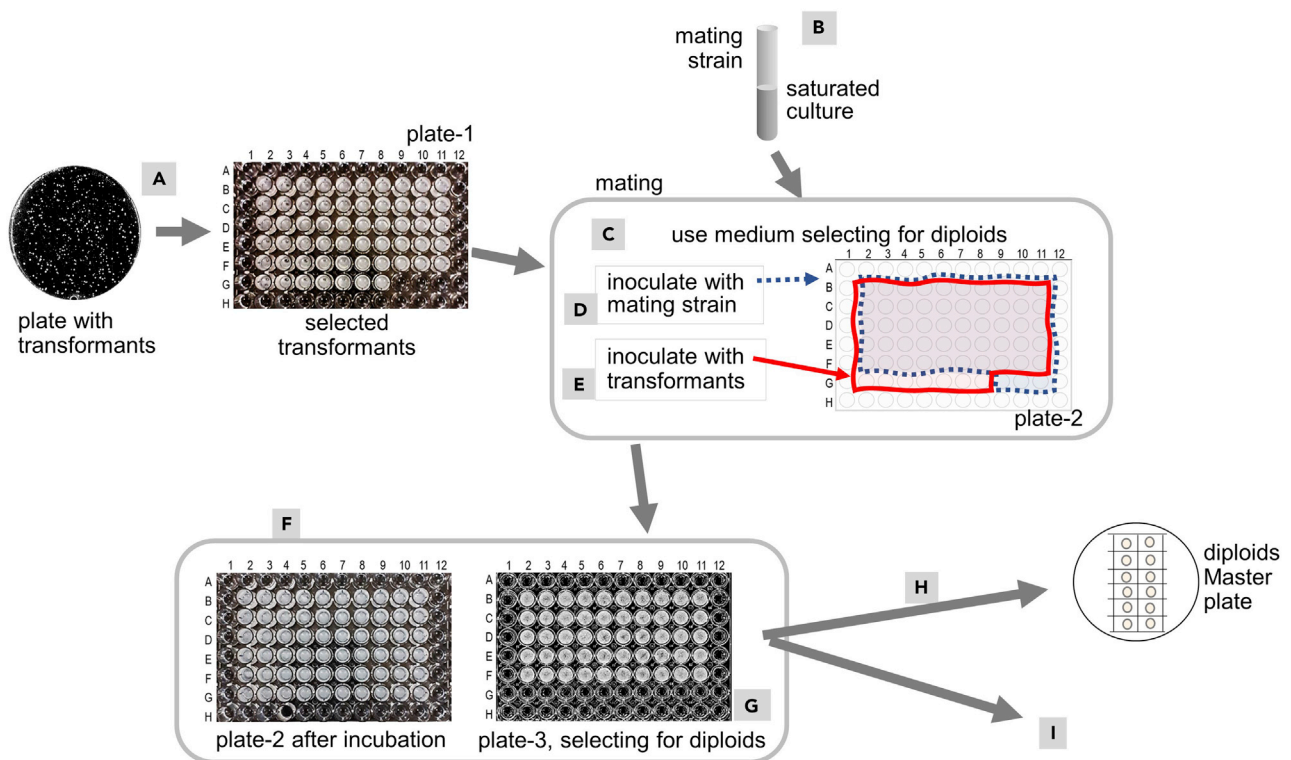 B
mating
strain
saturated
culture
plate-1
1 2 3 4 5 6 7 8 9 10 11 12
A
B
C
D
E
F
G
H
A
plate with
transformants
selected
transformants
mating
C
use medium selecting for diploids
1 2 3 4 5 6 7 8 9 10 11 12
A
B
C
D
E
F
G
H
D
inoculate with
mating strain
E
inoculate with
transformants
plate-2
F
1 2 3 4 5 6 7 8 9 10 11 12
A
B
C
D
E
F
G
H
plate-2 after incubation
1 2 3 4 5 6 7 8 9 10 11 12
A
B
C
D
E
F
G
H
G
plate-3, selecting for diploids
H
diploids
Master
plate
I